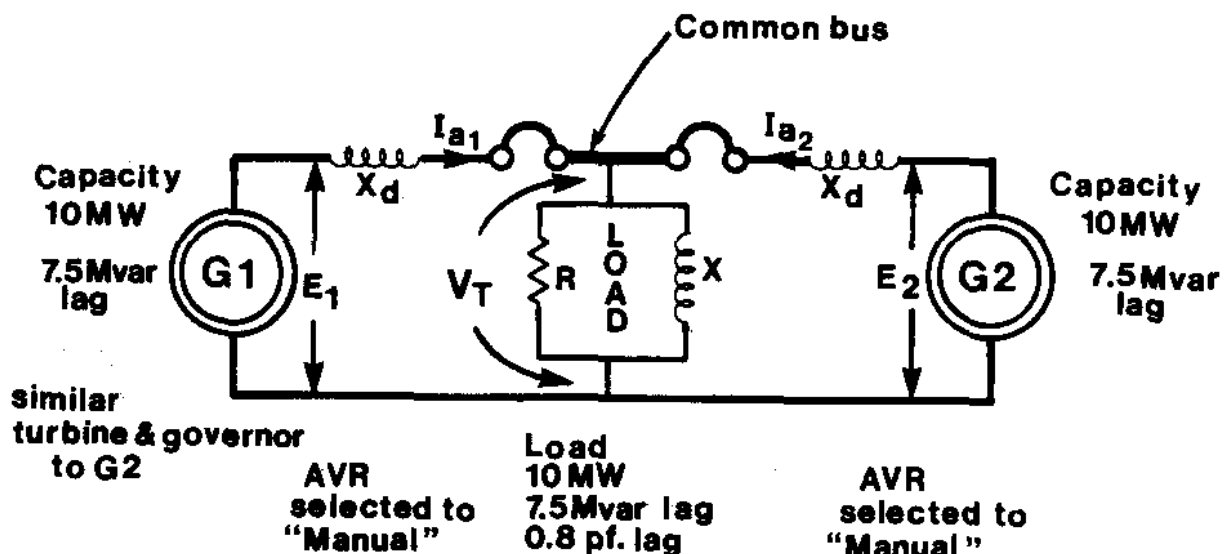 Common bus
Ia1
Ia2
Xd
Xd
Capacity
10MW
7.5Mvar
lag
G1
E1
VT
R
LOAD
X
E2
G2
Capacity
10MW
7.5Mvar
lag
similar
turbine & governor
to G2
AVR
selected to
"Manual"
Load
10MW
7.5Mvar lag
0.8 pf. lag
AVR
selected to
"Manual"